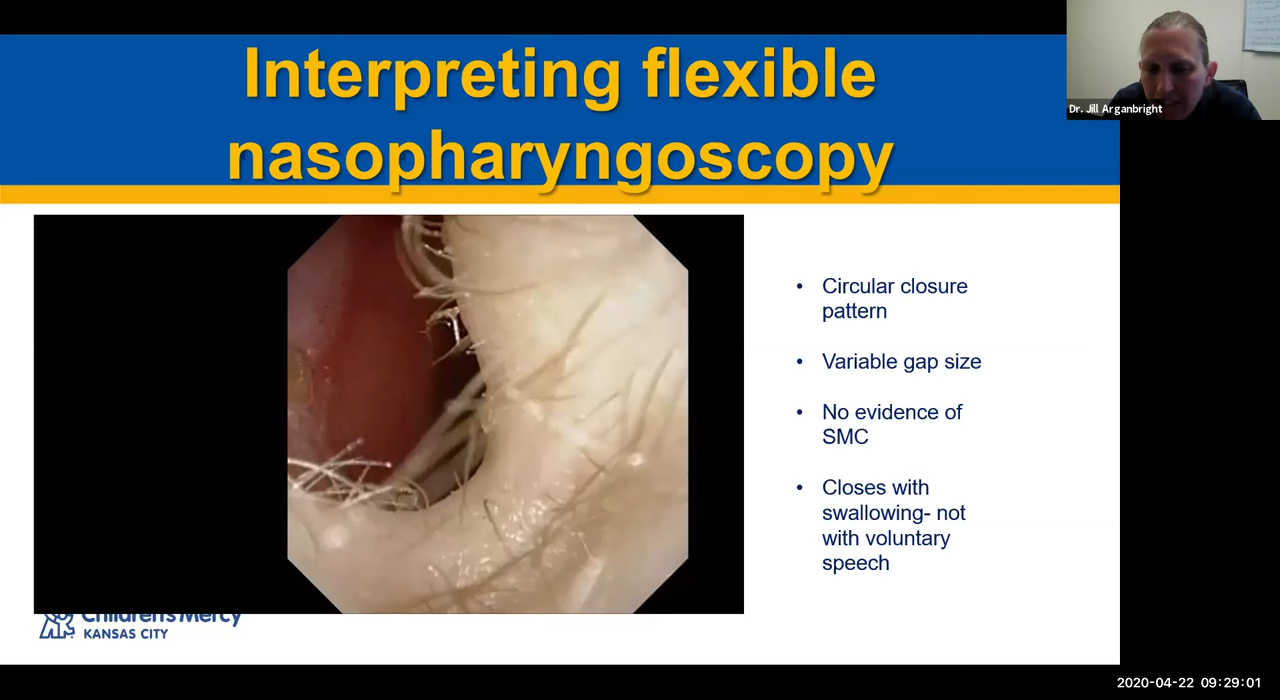 Interpreting flexible
nasopharyngoscopy
Dr. Jill Arganbright
• Circular closure
pattern
• Variable gap size
• No evidence of
SMC
• Closes with
swallowing- not
with voluntary
speech
Children's Mercy
KANSAS CITY
2020-04-22 09:29:01